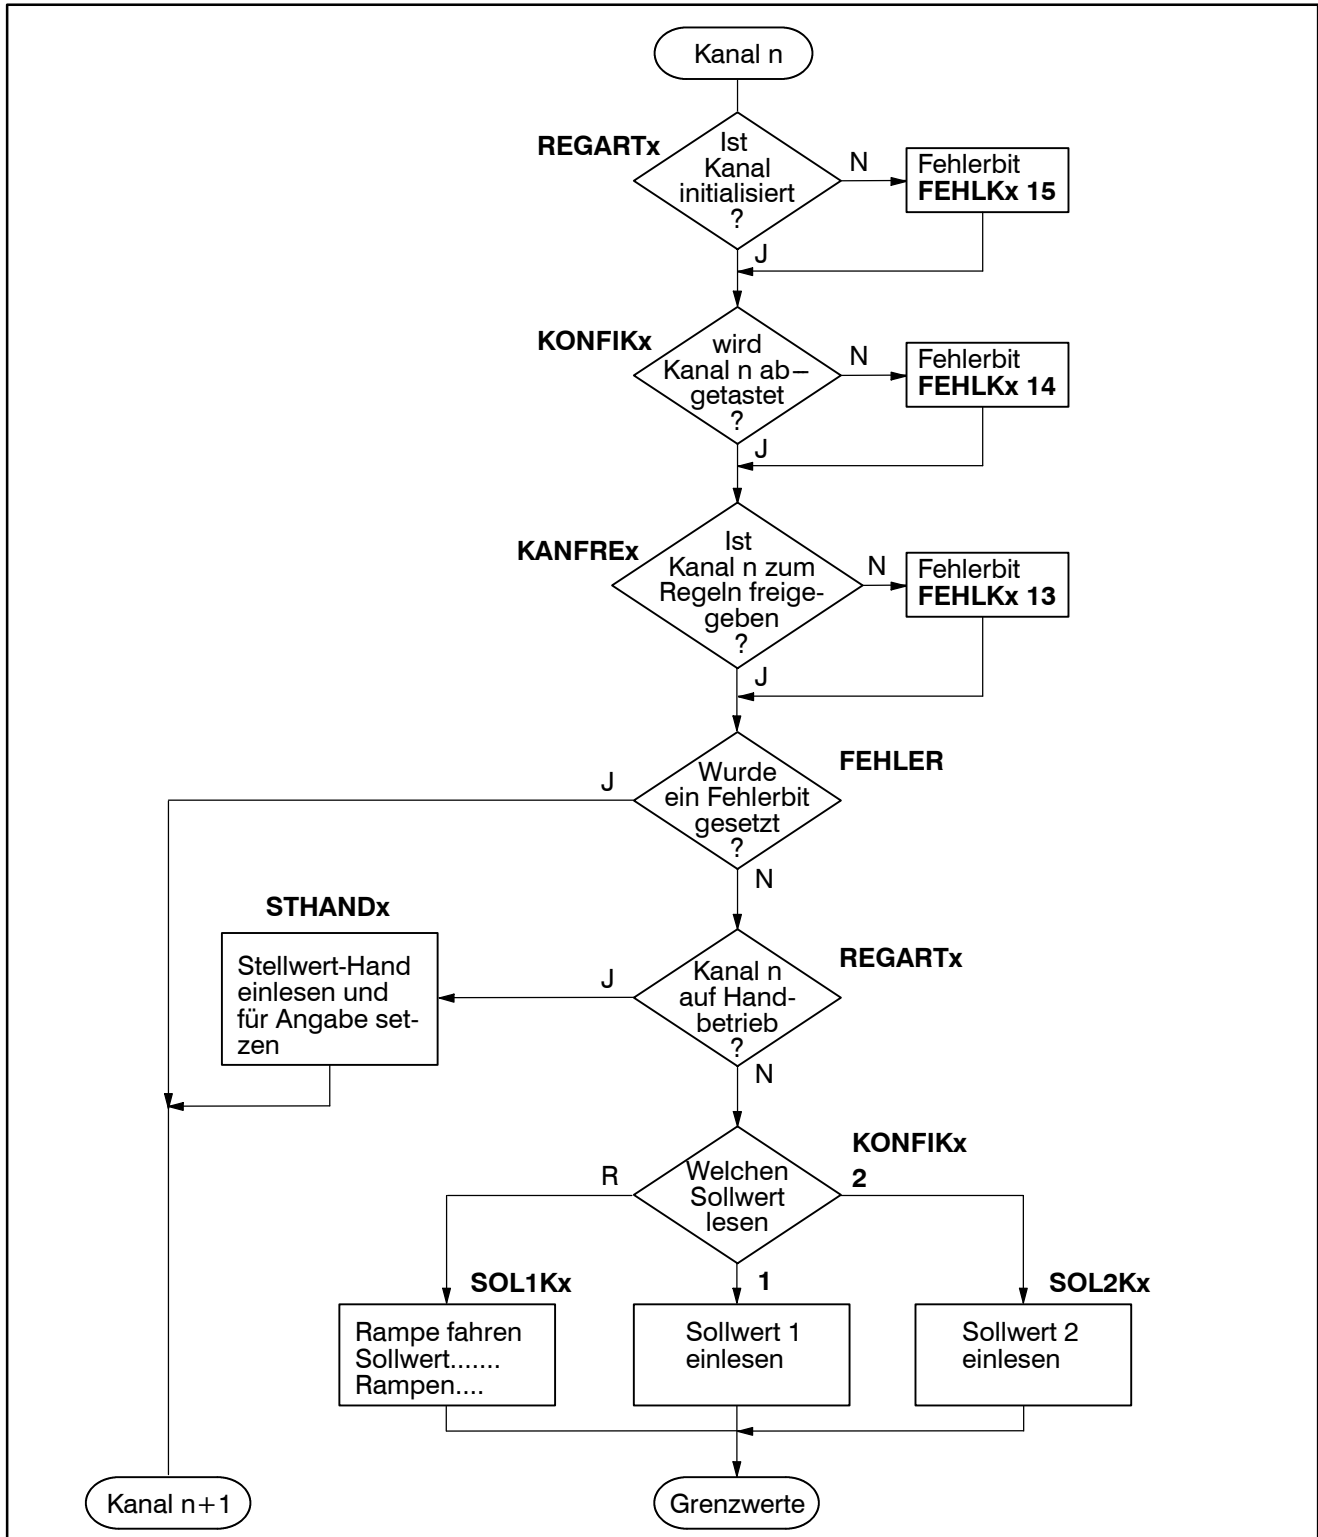 Kanal n
REGARTx
Ist
Kanal
initialisiert
?
N
Fehlerbit
FEHLKx 15
J
KONFIKx
wird
Kanal n ab–
getastet
?
N
Fehlerbit
FEHLKx 14
J
KANFREx
Ist
Kanal n zum
Regeln freige-
geben
?
N
Fehlerbit
FEHLKx 13
J
FEHLER
Wurde
ein Fehlerbit
gesetzt
?
J
N
STHANDx
Stellwert-Hand
einlesen und
für Angabe set-
zen
J
REGARTx
Kanal n
auf Hand-
betrieb
?
N
KONFIKx
R
Welchen
Sollwert
lesen
2
SOL1Kx
1
SOL2Kx
Rampe fahren
Sollwert.......
Rampen....
Sollwert 1
einlesen
Sollwert 2
einlesen
Kanal n+1
Grenzwerte